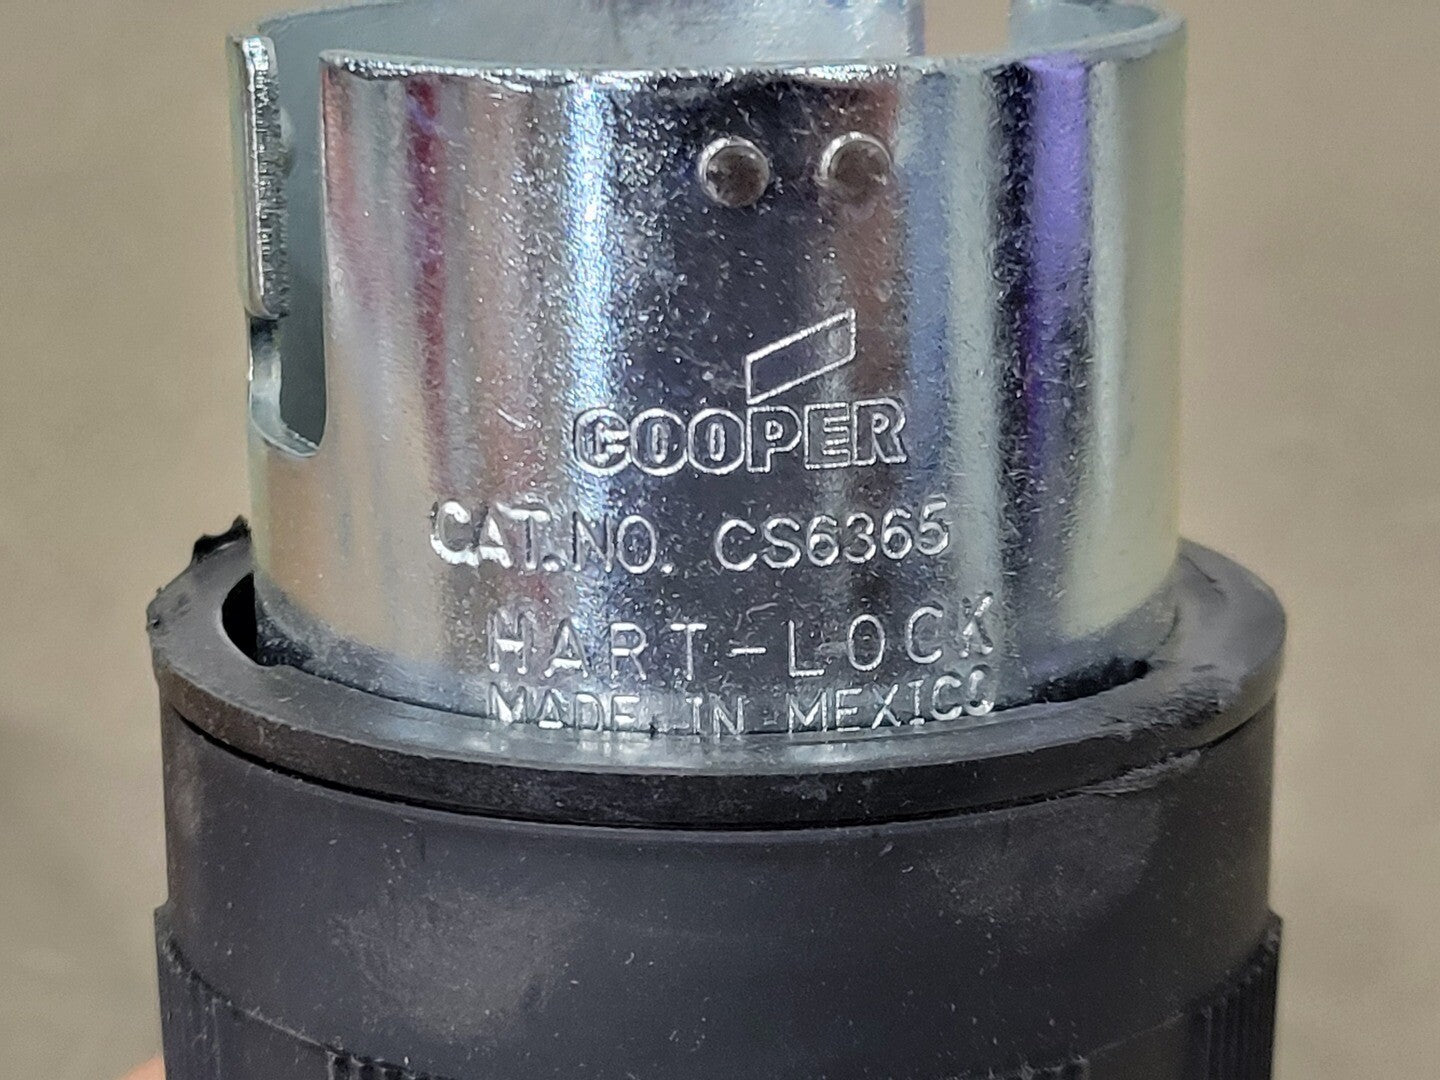 COOPER
CAT.NO. CS6365
HART-LOCK
MADE IN MEXICO